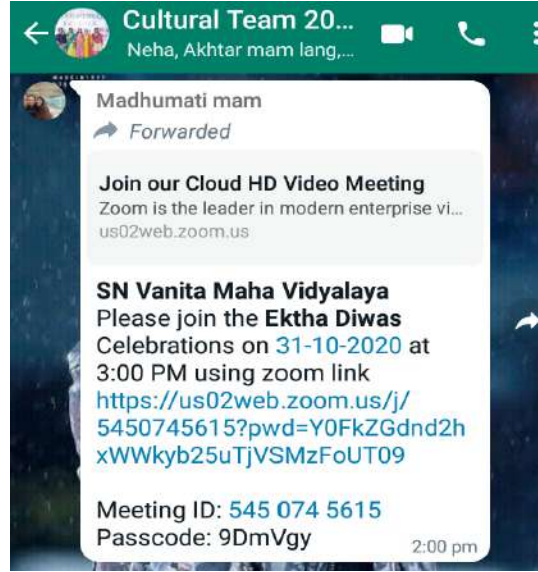 Cultural Team 20...
Neha, Akhtar mam lang,...
Madhumati mam
Forwarded
Join our Cloud HD Video Meeting
Zoom is the leader in modern enterprise vi...
us02web.zoom.us
SN Vanita Maha Vidyalaya
Please join the Ektha Diwas
Celebrations on 31-10-2020 at
3:00 PM using zoom link
https://us02web.zoom.us/j/
5450745615?pwd=Y0FkZGdnd2h
xWWkyb25uTjVSMzFoUT09
Meeting ID: 545 074 5615
Passcode: 9DmVgy
2:00 pm